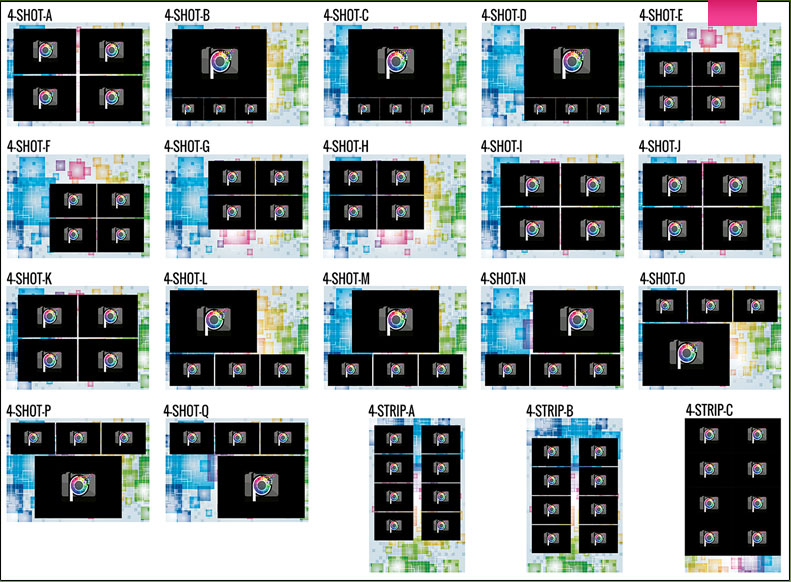 4-SHOT-A 4-SHOT-B 4-SHOT-C 4-SHOT-D 4-SHOT-E
4-SHOT-F 4-SHOT-G 4-SHOT-H 4-SHOT-I 4-SHOT-J
4-SHOT-K 4-SHOT-L 4-SHOT-M 4-SHOT-N 4-SHOT-O
4-SHOT-P 4-SHOT-Q 4-STRIP-A 4-STRIP-B 4-STRIP-C